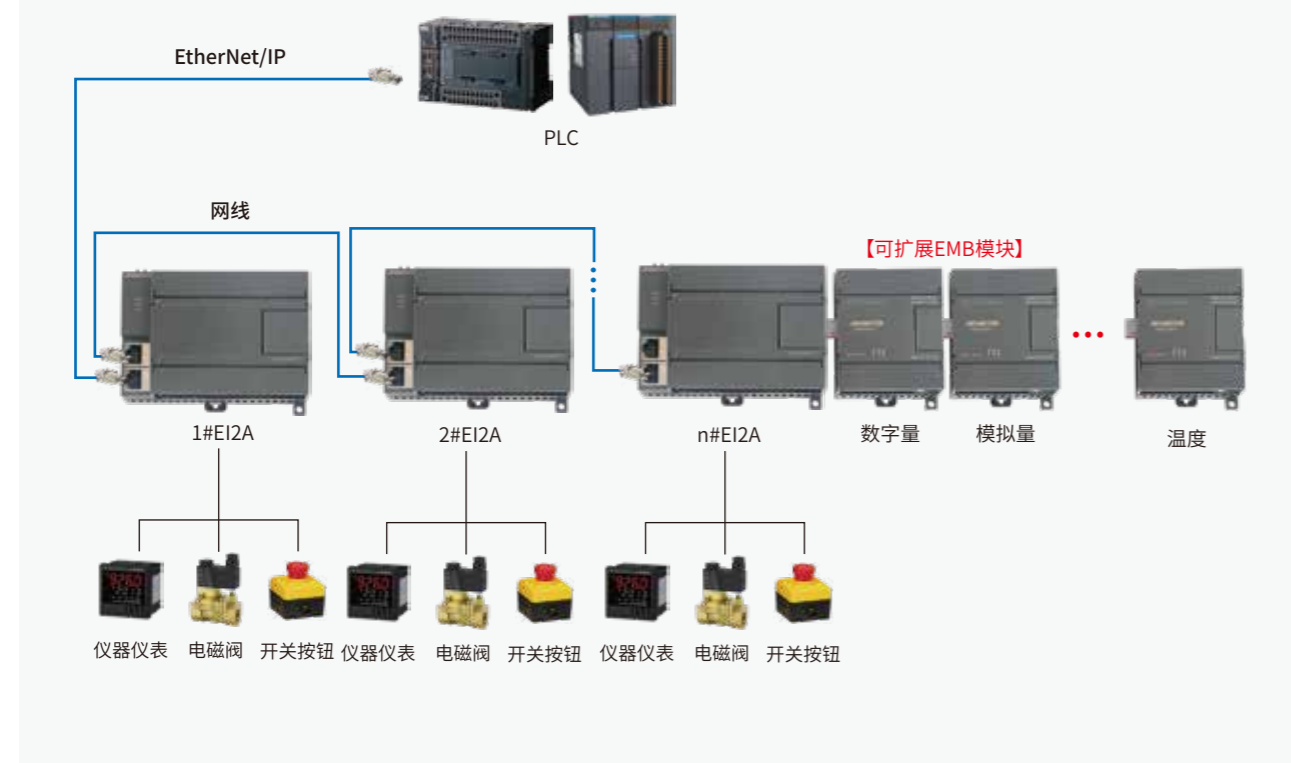 EtherNet/IP
PLC
网线
【可扩展EMB模块】
1#EI2A
2#EI2A
n#EI2A
数字量
模拟量
温度
仪器仪表
电磁阀
开关按钮
仪器仪表
电磁阀
开关按钮
仪器仪表
电磁阀
开关按钮